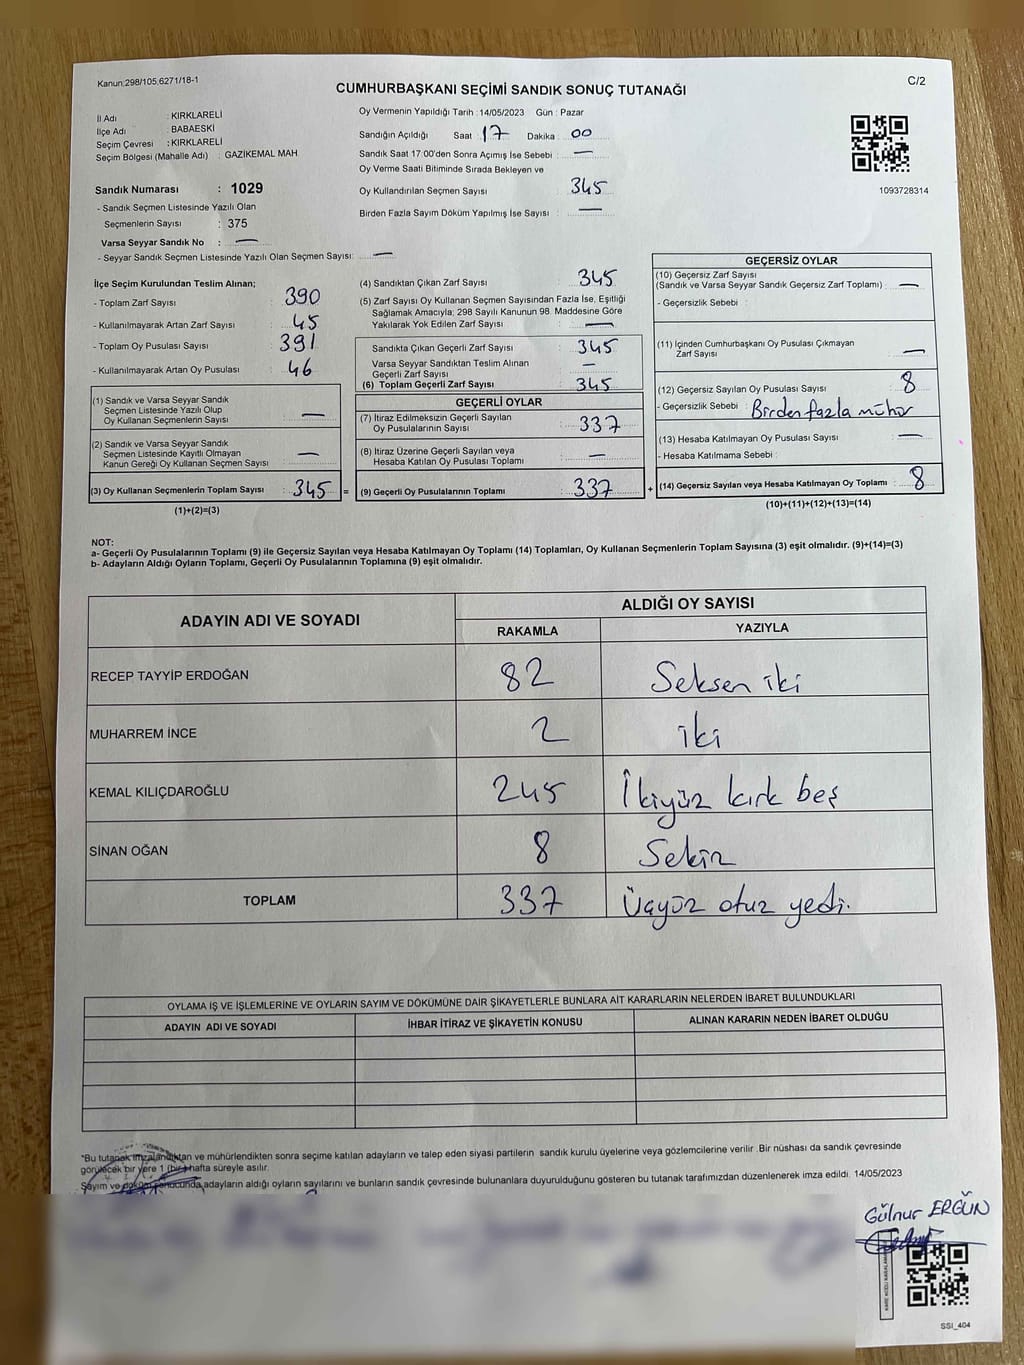 Kanun:298/105,6271/18-1
C/2
CUMHURBAŞKANI SEÇİMİ SANDIK SONUÇ TUTANAĞI
İl Adı : KIRKLARELİ
İlçe Adı : BABAESKİ
Seçim Çevresi : KIRKLARELİ
Seçim Bölgesi (Mahalle Adı) : GAZİKEMAL MAH
Sandık Numarası : 1029
- Sandık Seçmen Listesinde Yazılı Olan
Seçmenlerin Sayısı : 375
Varsa Seyyar Sandık No : —
- Seyyar Sandık Seçmen Listesinde Yazılı Olan Seçmen Sayısı: —
Oy Vermenin Yapıldığı Tarih : 14/05/2023 Gün : Pazar
Sandığın Açıldığı Saat 17 Dakika : 00
Sandık Saat 17:00'den Sonra Açımış İse Sebebi : —
Oy Verme Saati Bitiminde Sırada Bekleyen ve
Oy Kullandırılan Seçmen Sayısı : 345
Birden Fazla Sayım Döküm Yapılmış İse Sayısı : —
1093728314
İlçe Seçim Kurulundan Teslim Alınan;
- Toplam Zarf Sayısı : 390
- Kullanılmayarak Artan Zarf Sayısı : 45
- Toplam Oy Pusulası Sayısı : 391
- Kullanılmayarak Artan Oy Pusulası : 46
(1) Sandık ve Varsa Seyyar Sandık
Seçmen Listesinde Yazılı Olup
Oy Kullanan Seçmenlerin Sayısı : —
(2) Sandık ve Varsa Seyyar Sandık
Seçmen Listesinde Kayıtlı Olmayan
Kanun Gereği Oy Kullanan Seçmen Sayısı : —
(3) Oy Kullanan Seçmenlerin Toplam Sayısı : 345 =
(1)+(2)=(3)
(4) Sandıktan Çıkan Zarf Sayısı : 345
(5) Zarf Sayısı Oy Kullanan Seçmen Sayısından Fazla İse, Eşitliği
Sağlamak Amacıyla; 298 Sayılı Kanunun 98. Maddesine Göre
Yakılarak Yok Edilen Zarf Sayısı : —
Sandıkta Çıkan Geçerli Zarf Sayısı : 345
Varsa Seyyar Sandıktan Teslim Alınan
Geçerli Zarf Sayısı : —
(6) Toplam Geçerli Zarf Sayısı : 345
GEÇERLİ OYLAR
(7) İtiraz Edilmeksizin Geçerli Sayılan
Oy Pusulalarının Sayısı : 337
(8) İtiraz Üzerine Geçerli Sayılan veya
Hesaba Katılan Oy Pusulası Toplamı : —
(9) Geçerli Oy Pusulalarının Toplamı : 337 +
GEÇERSİZ OYLAR
(10) Geçersiz Zarf Sayısı
(Sandık ve Varsa Seyyar Sandık Geçersiz Zarf Toplamı) : —
- Geçersizlik Sebebi :
(11) İçinden Cumhurbaşkanı Oy Pusulası Çıkmayan
Zarf Sayısı : —
(12) Geçersiz Sayılan Oy Pusulası Sayısı : 8
- Geçersizlik Sebebi : Birden fazla mühür
(13) Hesaba Katılmayan Oy Pusulası Sayısı : —
- Hesaba Katılmama Sebebi :
(14) Geçersiz Sayılan veya Hesaba Katılmayan Oy Toplamı : 8
(10)+(11)+(12)+(13)=(14)
NOT:
a- Geçerli Oy Pusulalarının Toplamı (9) ile Geçersiz Sayılan veya Hesaba Katılmayan Oy Toplamı (14) Toplamları, Oy Kullanan Seçmenlerin Toplam Sayısına (3) eşit olmalıdır. (9)+(14)=(3)
b- Adayların Aldığı Oyların Toplamı, Geçerli Oy Pusulalarının Toplamına (9) eşit olmalıdır.
ADAYIN ADI VE SOYADI
ALDIĞI OY SAYISI
RAKAMLA YAZIYLA
RECEP TAYYİP ERDOĞAN 82 Seksen iki
MUHARREM İNCE 2 iki
KEMAL KILIÇDAROĞLU 245 İkiyüz kırk beş
SİNAN OĞAN 8 Sekiz
TOPLAM 337 Üçyüz otuz yedi.
OYLAMA İŞ VE İŞLEMLERİNE VE OYLARIN SAYIM VE DÖKÜMÜNE DAİR ŞİKAYETLERLE BUNLARA AİT KARARLARIN NELERDEN İBARET BULUNDUKLARI
ADAYIN ADI VE SOYADI İHBAR İTİRAZ VE ŞİKAYETİN KONUSU ALINAN KARARIN NEDEN İBARET OLDUĞU
*Bu tutanak imzalandıktan ve mühürlendikten sonra seçime katılan adayların ve talep eden siyasi partilerin sandık kurulu üyelerine veya gözlemcilerine verilir .Bir nüshası da sandık çevresinde
görülecek bir yere 1 (bir) hafta süreyle asılır.
Sayım ve döküm sonucunda adayların aldığı oyların sayılarını ve bunların sandık çevresinde bulunanlara duyurulduğunu gösteren bu tutanak tarafımızdan düzenlenerek imza edildi. 14/05/2023
Gülnur ERGÜN
SSİ_404